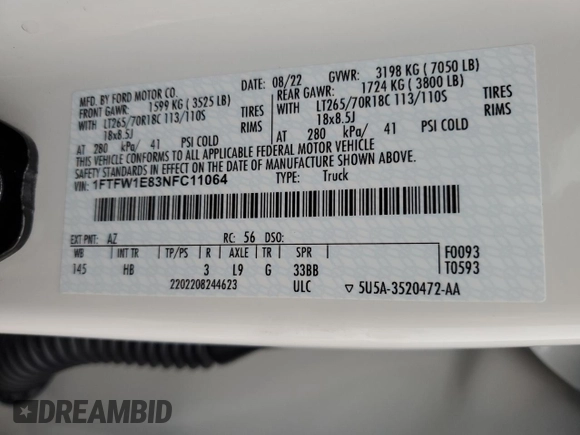 MFD. BY FORD MOTOR CO.
DATE: 08/22 GVWR: 3198 KG ( 7050 LB)
FRONT GAWR: 1599 KG ( 3525 LB)
REAR GAWR: 1724 KG ( 3800 LB)
WITH LT265/70R18C 113/110S TIRES
WITH LT265/70R18C 113/110S TIRES
18x8.5J RIMS
18x8.5J RIMS
AT 280 kPa/ 41 PSI COLD
AT 280 kPa/ 41 PSI COLD
THIS VEHICLE CONFORMS TO ALL APPLICABLE FEDERAL MOTOR VEHICLE
SAFETY STANDARDS IN EFFECT ON THE DATE OF MANUFACTURE SHOWN ABOVE.
VIN: 1FTFW1E83NFC11064 TYPE: Truck
EXT PNT: AZ RC: 56 DSO: F0093
WB INT TR TP/PS R AXLE TR SPR T0593
145 HB 3 L9 G 33BB
2202208244623 ULC ▽ 5U5A-3520472-AA
DREAMBID